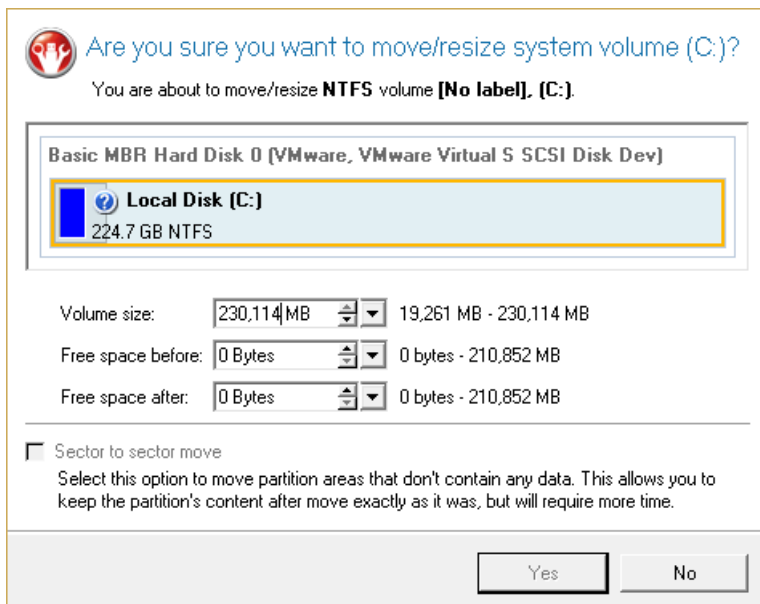 Are you sure you want to move/resize system volume (C:)?
You are about to move/resize NTFS volume [No label], (C:).
Basic MBR Hard Disk 0 (VMware, VMware Virtual S SCSI Disk Dev)
Local Disk (C:)
224.7 GB NTFS
Volume size: 230,114 MB 19,261 MB - 230,114 MB
Free space before: 0 Bytes 0 bytes - 210,852 MB
Free space after: 0 Bytes 0 bytes - 210,852 MB
Sector to sector move
Select this option to move partition areas that don't contain any data. This allows you to
keep the partition's content after move exactly as it was, but will require more time.
Yes No